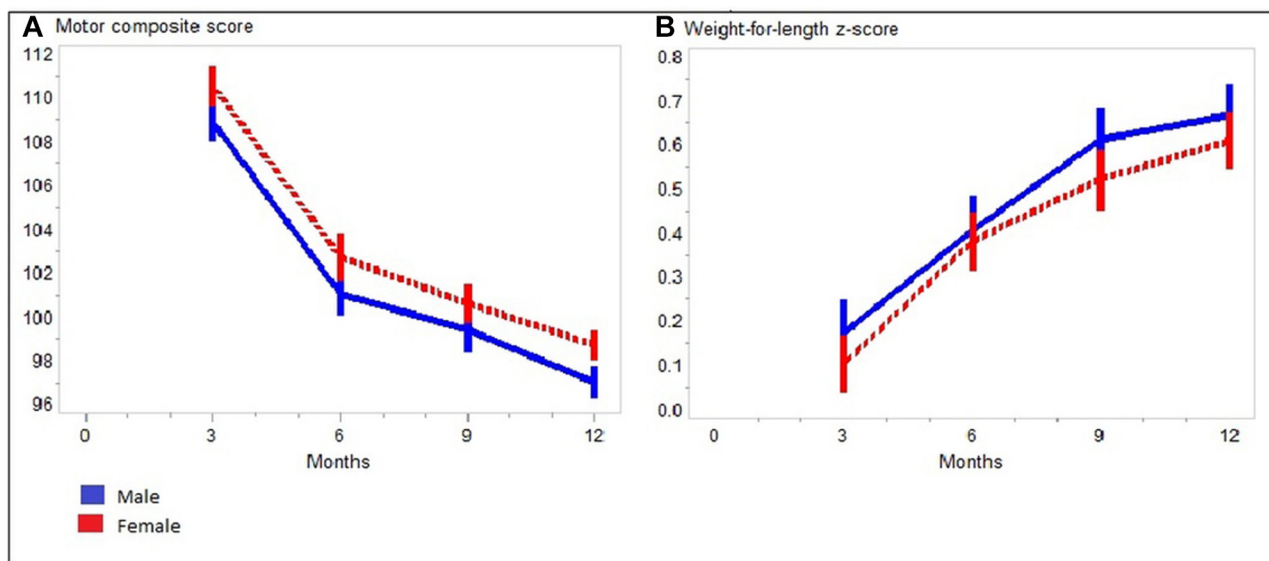 A Motor composite score
112
110
108
106
104
102
100
98
96
0 3 6 9 12
Months
B Weight-for-length z-score
0.8
0.7
0.6
0.5
0.4
0.3
0.2
0.1
0.0
0 3 6 9 12
Months
Male
Female